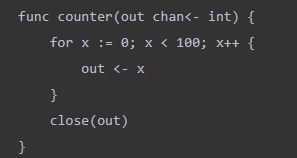 func counter(out chan<- int) {
    for x := 0; x < 100; x++ {
        out <- x
    }
    close(out)
}